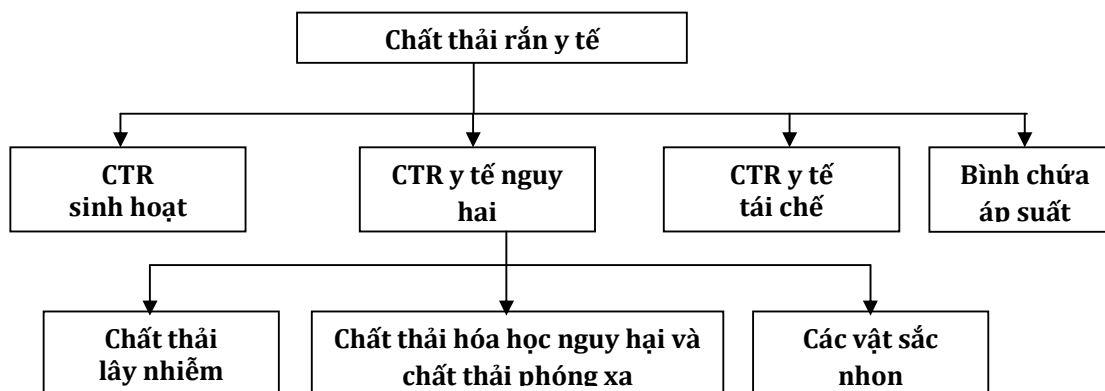 Chất thải rắn y tế
CTR
sinh hoạt
CTR y tế nguy
hại
CTR y tế
tái chế
Bình chứa
áp suất
Chất thải
lây nhiễm
Chất thải hóa học nguy hại và
chất thải phóng xạ
Các vật sắc
nhọn